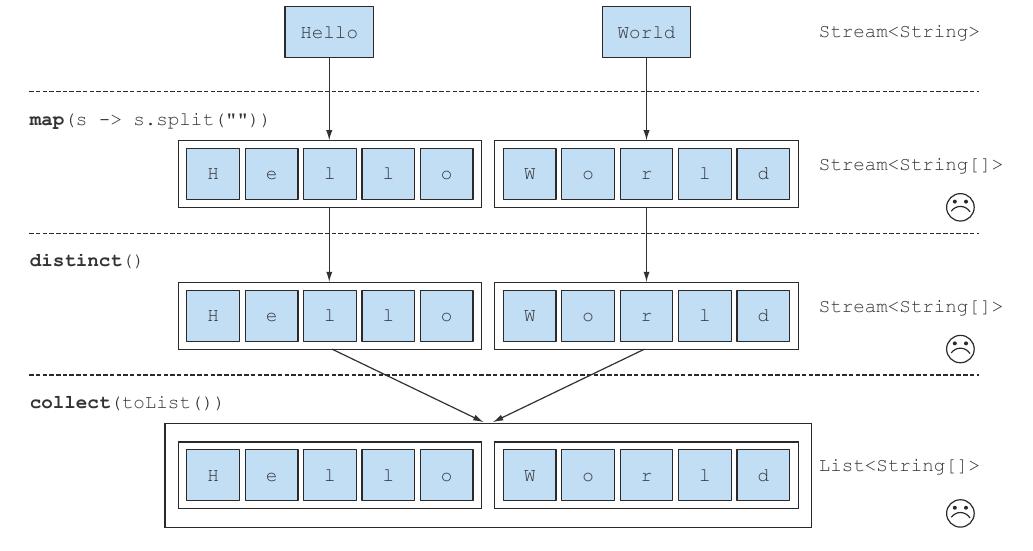 Hello World Stream<String>
map(s -> s.split(""))
H e l l o W o r l d Stream<String[]>
distinct()
H e l l o W o r l d Stream<String[]>
collect(toList())
H e l l o W o r l d List<String[]>